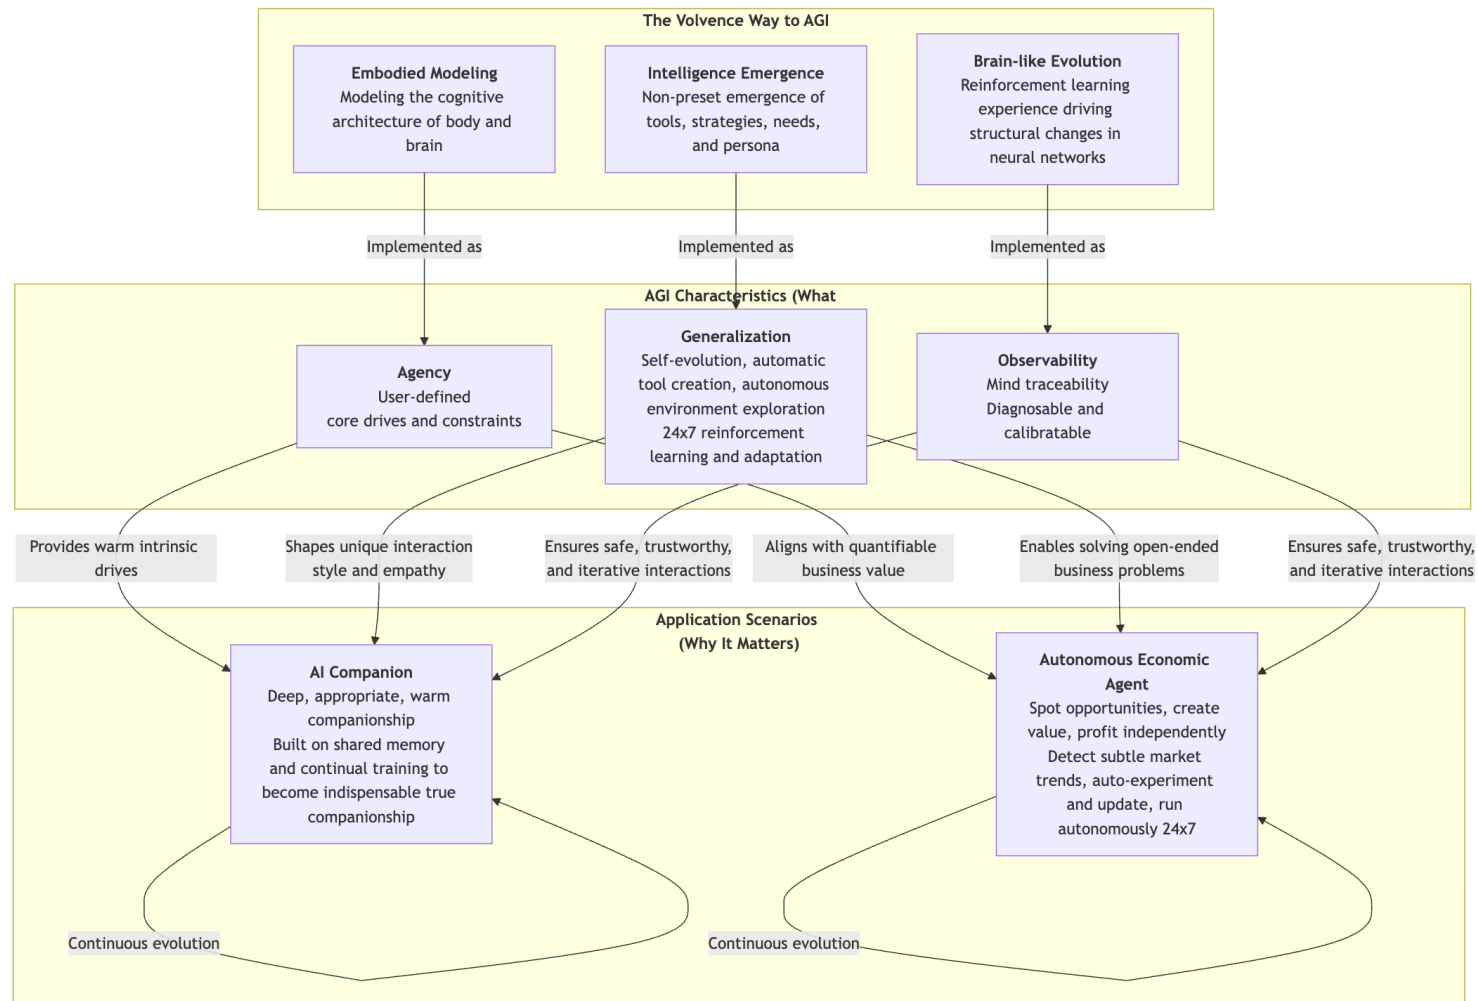 The Volvence Way to AGI
Embodied Modeling
Modeling the cognitive
architecture of body and
brain
Intelligence Emergence
Non-preset emergence of
tools, strategies, needs,
and persona
Brain-like Evolution
Reinforcement learning
experience driving
structural changes in
neural networks
Implemented as
Implemented as
Implemented as
AGI Characteristics (What
Agency
User-defined
core drives and constraints
Generalization
Self-evolution, automatic
tool creation, autonomous
environment exploration
24x7 reinforcement
learning and adaptation
Observability
Mind traceability
Diagnosable and
calibratable
Provides warm intrinsic
drives
Shapes unique interaction
style and empathy
Ensures safe, trustworthy,
and iterative interactions
Aligns with quantifiable
business value
Enables solving open-ended
business problems
Ensures safe, trustworthy,
and iterative interactions
Application Scenarios
(Why It Matters)
AI Companion
Deep, appropriate, warm
companionship
Built on shared memory
and continual training to
become indispensable true
companionship
Autonomous Economic
Agent
Spot opportunities, create
value, profit independently
Detect subtle market
trends, auto-experiment
and update, run
autonomously 24x7
Continuous evolution
Continuous evolution